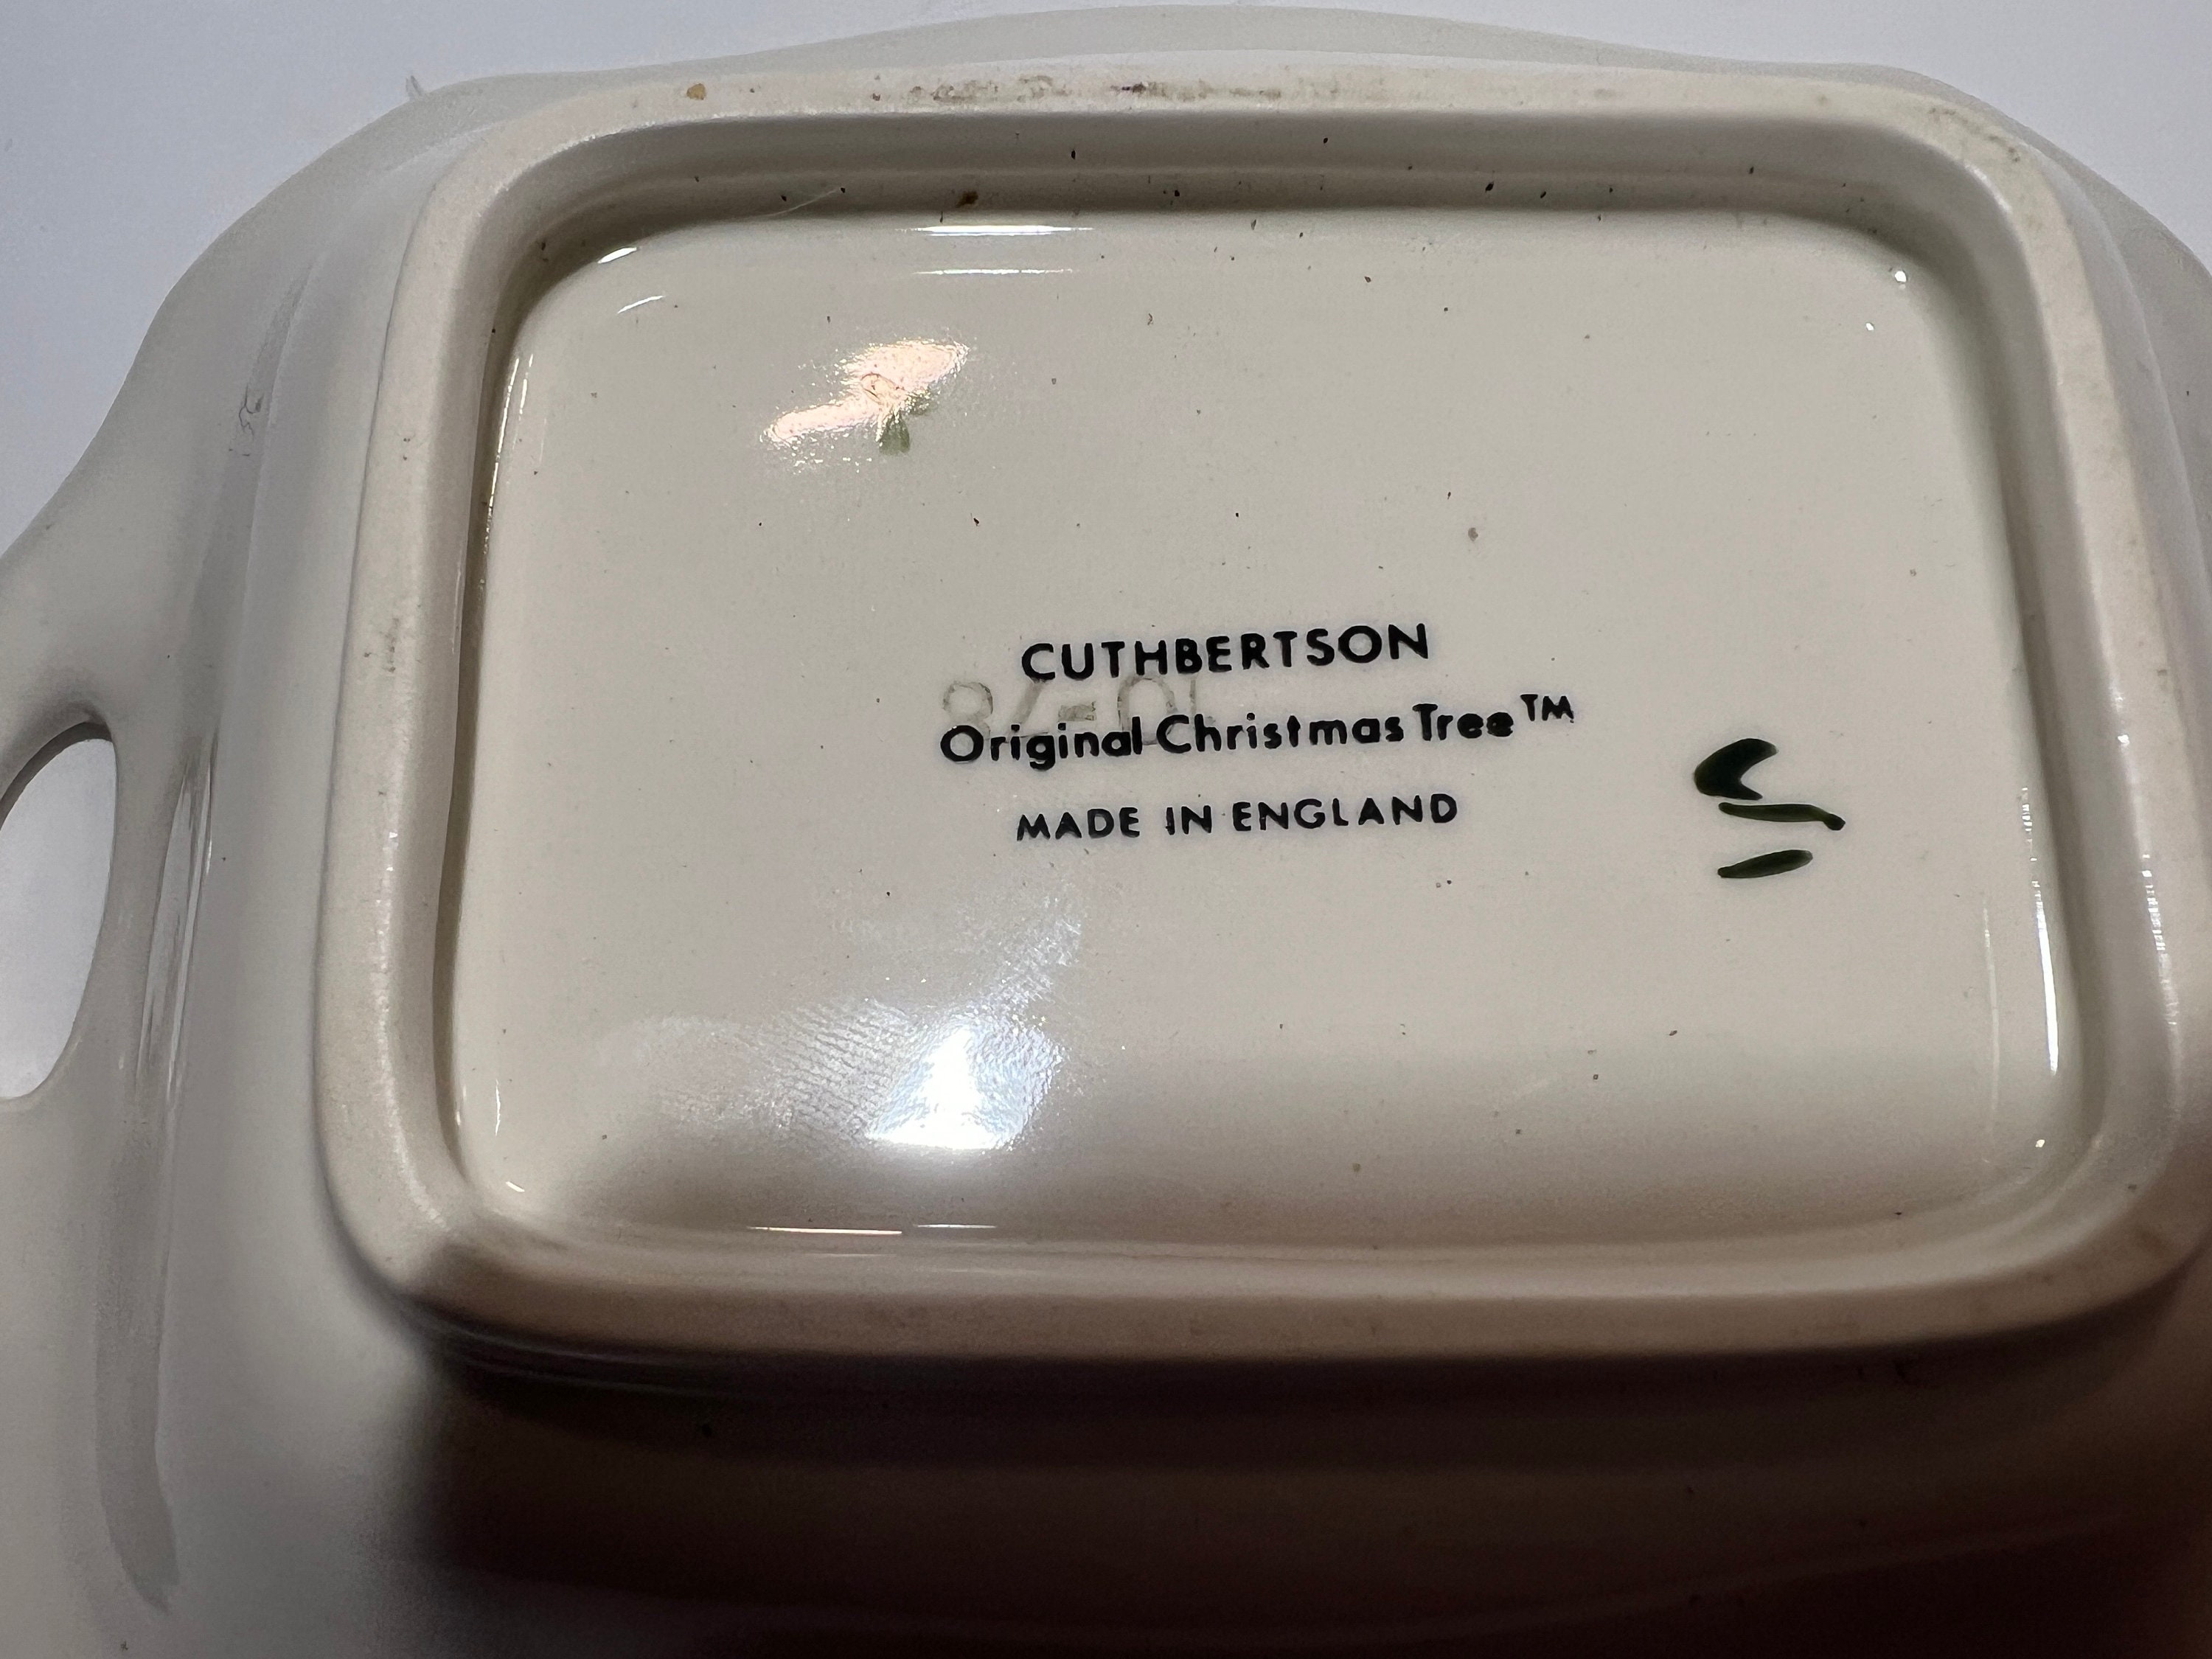 CUTHBERTSON
Original Christmas Tree™
MADE IN ENGLAND